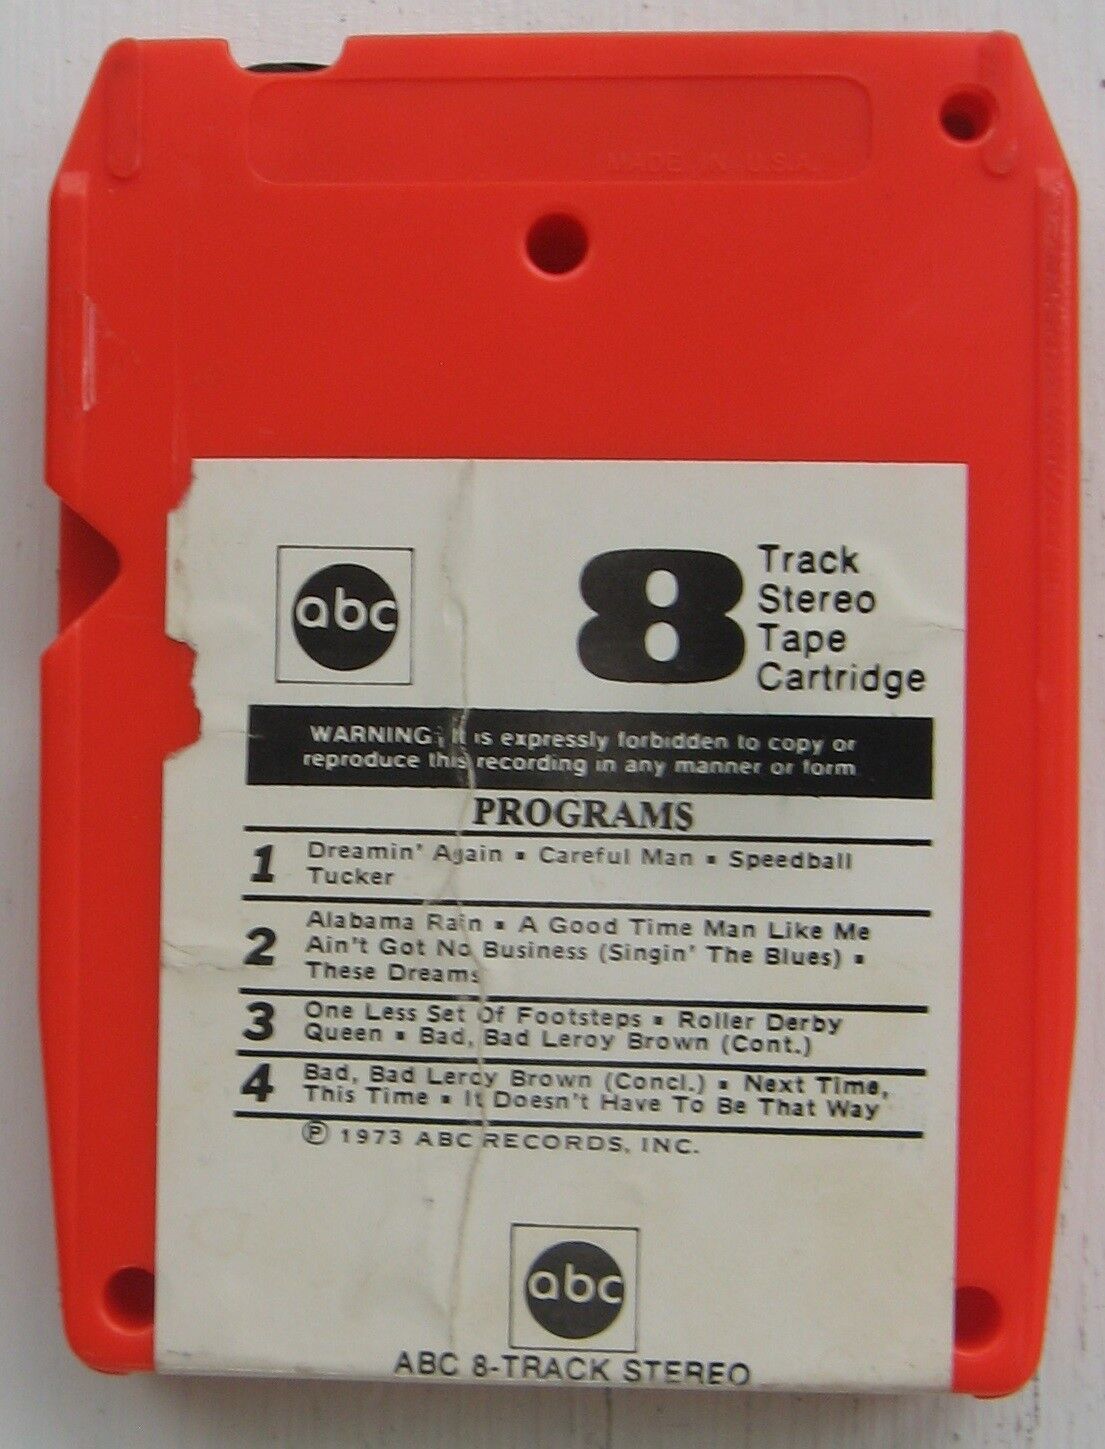 MADE IN U.S.A.
abc
8 Track
Stereo
Tape
Cartridge
WARNING: It is expressly forbidden to copy or
reproduce this recording in any manner or form
PROGRAMS
1 Dreamin' Again ▪ Careful Man ▪ Speedball
Tucker
2 Alabama Rain ▪ A Good Time Man Like Me
Ain't Got No Business (Singin' The Blues) ▪
These Dreams
3 One Less Set Of Footsteps ▪ Roller Derby
Queen ▪ Bad, Bad Leroy Brown (Cont.)
4 Bad, Bad Leroy Brown (Concl.) ▪ Next Time,
This Time ▪ It Doesn't Have To Be That Way
Ⓟ 1973 ABC RECORDS, INC.
abc
ABC 8-TRACK STEREO